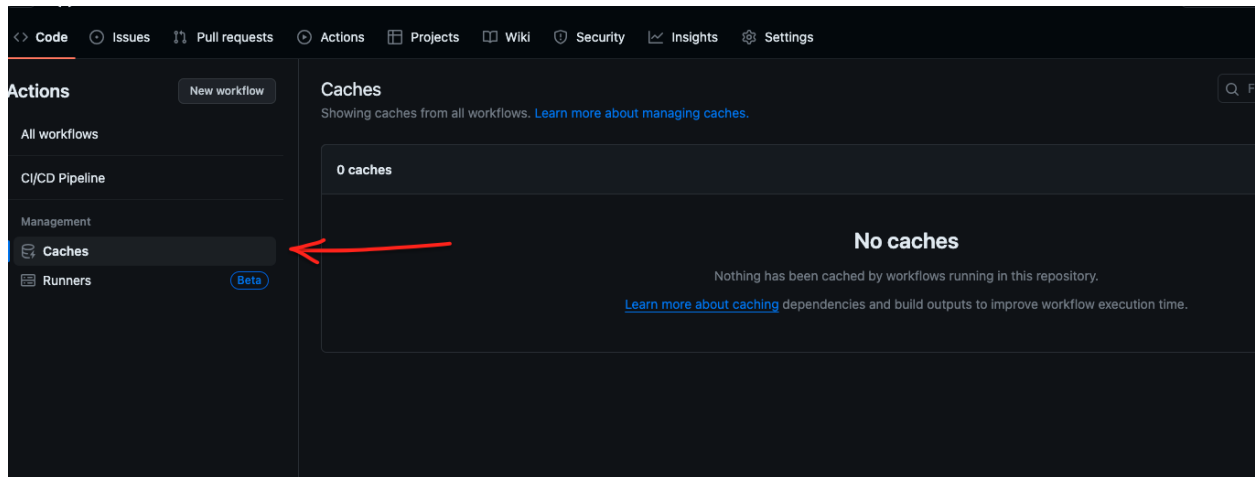 Code Issues Pull requests Actions Projects Wiki Security Insights Settings
Actions
New workflow
All workflows
CI/CD Pipeline
Management
Caches
Runners Beta
Caches
Showing caches from all workflows. Learn more about managing caches.
0 caches
No caches
Nothing has been cached by workflows running in this repository.
Learn more about caching dependencies and build outputs to improve workflow execution time.